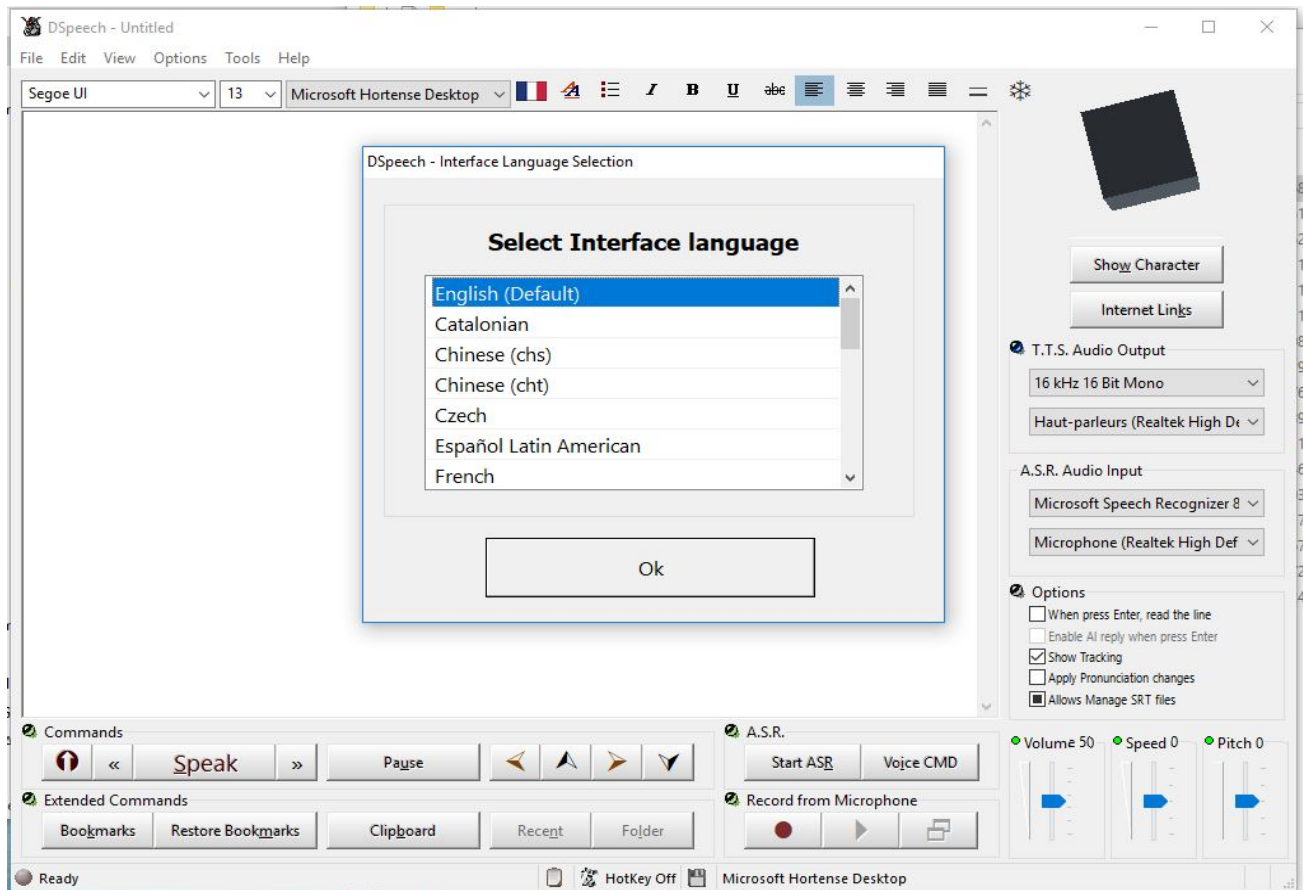 DSpeech - Untitled
File Edit View Options Tools Help
Segoe UI 13 Microsoft Hortense Desktop A I B U abc
DSpeech - Interface Language Selection
Select Interface language
English (Default)
Catalonian
Chinese (chs)
Chinese (cht)
Czech
Español Latin American
French
Ok
Show Character
Internet Links
T.T.S. Audio Output
16 kHz 16 Bit Mono
Haut-parleurs (Realtek High De
A.S.R. Audio Input
Microsoft Speech Recognizer 8
Microphone (Realtek High Def
Options
When press Enter, read the line
Enable AI reply when press Enter
Show Tracking
Apply Pronunciation changes
Allows Manage SRT files
Commands
« Speak » Pause
A.S.R.
Start ASR Voice CMD
Volume 50 Speed 0 Pitch 0
Extended Commands
Bookmarks Restore Bookmarks Clipboard Recent Folder
Record from Microphone
Ready HotKey Off Microsoft Hortense Desktop